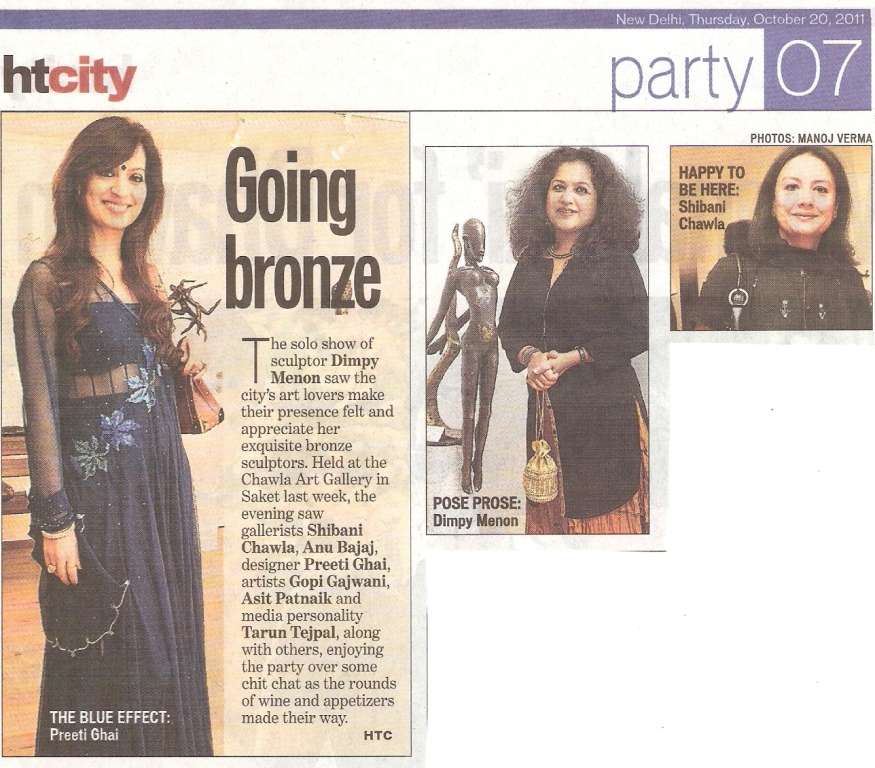 New Delhi, Thursday, October 20, 2011
htcity
party 07
Going
bronze
The solo show of
sculptor Dimpy
Menon saw the
city's art lovers make
their presence felt and
appreciate her
exquisite bronze
sculptors. Held at the
Chawla Art Gallery in
Saket last week, the
evening saw
gallerists Shibani
Chawla, Anu Bajaj,
designer Preeti Ghai,
artists Gopi Gajwani,
Asit Patnaik and
media personality
Tarun Tejpal, along
with others, enjoying
the party over some
chit chat as the rounds
of wine and appetizers
made their way.
HTC
THE BLUE EFFECT:
Preeti Ghai
POSE PROSE:
Dimpy Menon
PHOTOS: MANOJ VERMA
HAPPY TO
BE HERE:
Shibani
Chawla